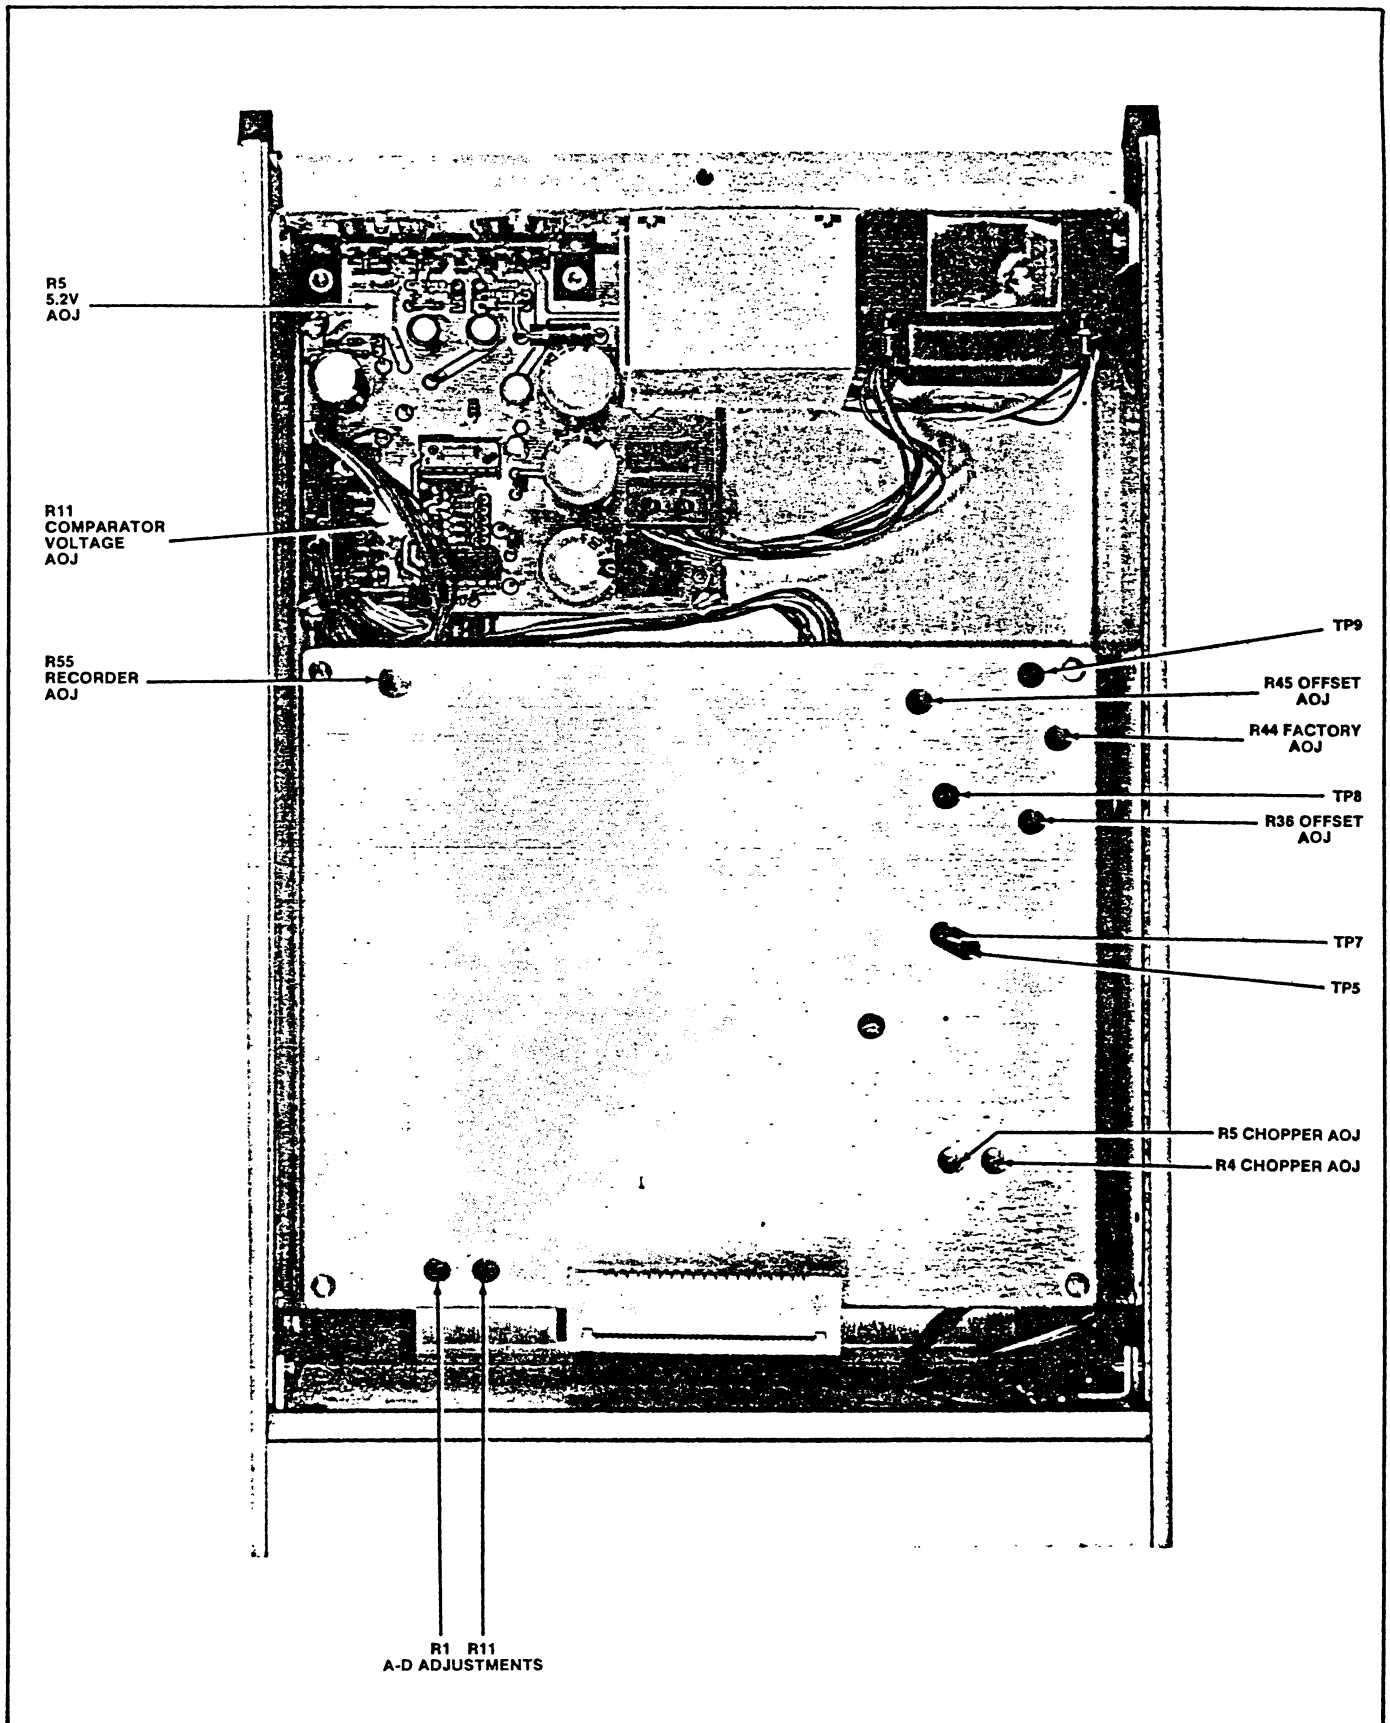 R5
5.2V
AOJ
R11
COMPARATOR
VOLTAGE
AOJ
R55
RECORDER
AOJ
TP9
R45 OFFSET
AOJ
R44 FACTORY
AOJ
TP8
R36 OFFSET
AOJ
TP7
TP5
R5 CHOPPER AOJ
R4 CHOPPER AOJ
R1 R11
A-D ADJUSTMENTS